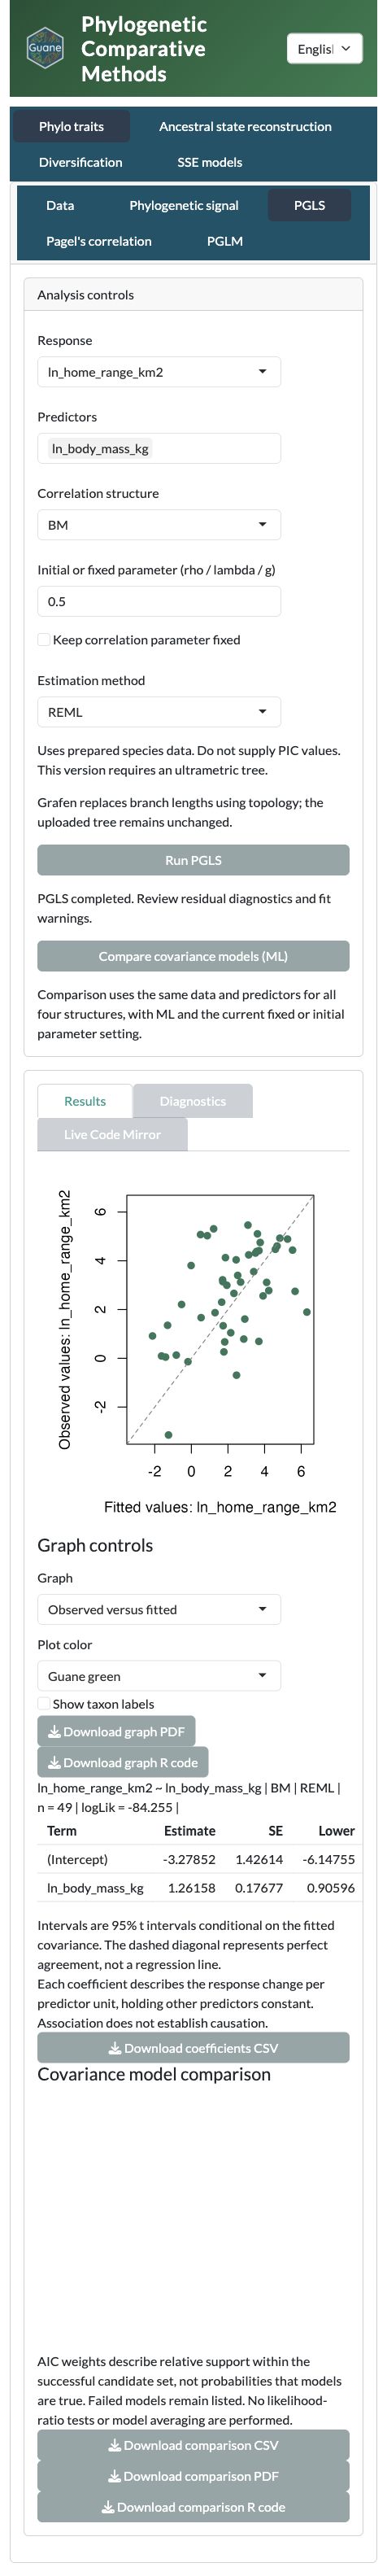 Guane
Phylogenetic
Comparative
Methods
Englisl
Phylo traits
Ancestral state reconstruction
Diversification
SSE models
Data
Phylogenetic signal
PGLS
Pagel's correlation
PGLM
Analysis controls
Response
ln_home_range_km2
Predictors
ln_body_mass_kg
Correlation structure
BM
Initial or fixed parameter (rho / lambda / g)
0.5
Keep correlation parameter fixed
Estimation method
REML
Uses prepared species data. Do not supply PIC values.
This version requires an ultrametric tree.
Grafen replaces branch lengths using topology; the
uploaded tree remains unchanged.
Run PGLS
PGLS completed. Review residual diagnostics and fit
warnings.
Compare covariance models (ML)
Comparison uses the same data and predictors for all
four structures, with ML and the current fixed or initial
parameter setting.
Results
Diagnostics
Live Code Mirror
Observed values: ln_home_range_km2
6
4
2
0
-2
-2 0 2 4 6
Fitted values: ln_home_range_km2
Graph controls
Graph
Observed versus fitted
Plot color
Guane green
Show taxon labels
Download graph PDF
Download graph R code
ln_home_range_km2 ~ ln_body_mass_kg | BM | REML |
n = 49 | logLik = -84.255 |
Term Estimate SE Lower
(Intercept) -3.27852 1.42614 -6.14755
ln_body_mass_kg 1.26158 0.17677 0.90596
Intervals are 95% t intervals conditional on the fitted
covariance. The dashed diagonal represents perfect
agreement, not a regression line.
Each coefficient describes the response change per
predictor unit, holding other predictors constant.
Association does not establish causation.
Download coefficients CSV
Covariance model comparison
AIC weights describe relative support within the
successful candidate set, not probabilities that models
are true. Failed models remain listed. No likelihood-
ratio tests or model averaging are performed.
Download comparison CSV
Download comparison PDF
Download comparison R code